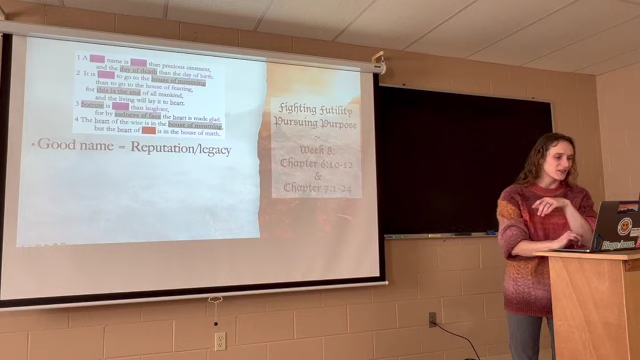 1 A name is than precious ointment,
and the day of death than the day of birth.
2 It is to go to the house of mourning
than to go to the house of feasting,
for this is the end of all mankind,
and the living will lay it to heart.
3 Sorrow is than laughter,
for by sadness of face the heart is made glad.
4 The heart of the wise is in the house of mourning,
but the heart of is in the house of mirth.
• Good name = Reputation/legacy
Fighting Futility
Pursuing Purpose
~
Week 8:
Chapter 6:10-12
&
Chapter 7:1-24